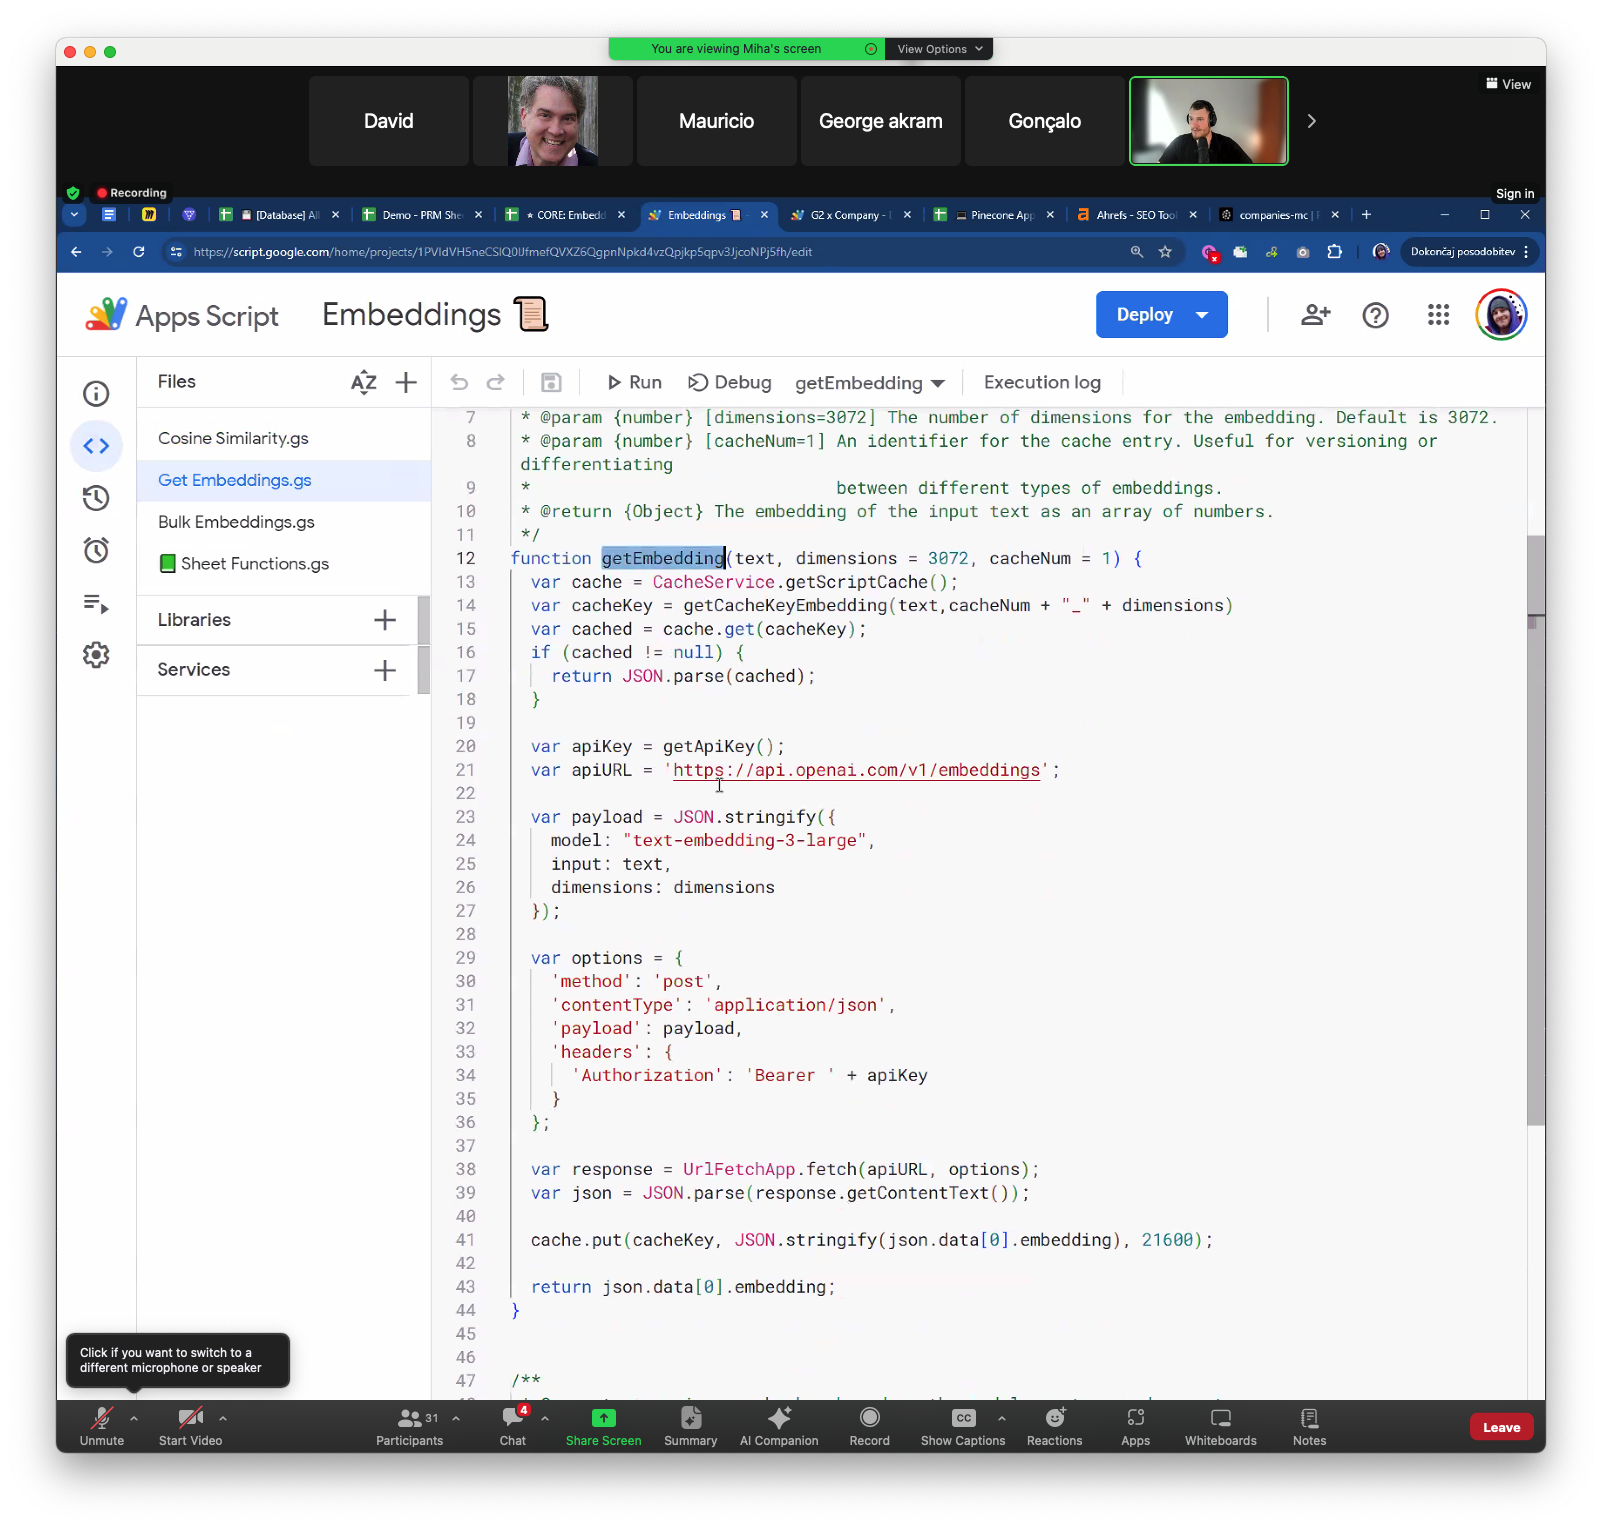 You are viewing Miha's screen
View Options
View
David
Mauricio
George akram
Gonçalo
Recording
Sign in
[Database] Al
Demo - PRM She
CORE: Embedd
Embeddings
G2 x Company -
Pinecone App
Ahrefs - SEO Tool
companies-mc |
Dokončaj posodobitev
Apps Script
Embeddings
Deploy
Files
AZ
Run
Debug
getEmbedding
Execution log
Cosine Similarity.gs
Get Embeddings.gs
Bulk Embeddings.gs
Sheet Functions.gs
Libraries
Services
7 * @param {number} [dimensions=3072] The number of dimensions for the embedding. Default is 3072.
8 * @param {number} [cacheNum=1] An identifier for the cache entry. Useful for versioning or
differentiating
9 * between different types of embeddings.
10 * @return {Object} The embedding of the input text as an array of numbers.
11 */
12 function getEmbedding(text, dimensions = 3072, cacheNum = 1) {
13 var cache = CacheService.getScriptCache();
14 var cacheKey = getCacheKeyEmbedding(text,cacheNum + "_" + dimensions)
15 var cached = cache.get(cacheKey);
16 if (cached != null) {
17 return JSON.parse(cached);
18 }
19
20 var apiKey = getApiKey();
21 var apiURL = 'https://api.openai.com/v1/embeddings';
22
23 var payload = JSON.stringify({
24 model: "text-embedding-3-large",
25 input: text,
26 dimensions: dimensions
27 });
28
29 var options = {
30 'method': 'post',
31 'contentType': 'application/json',
32 'payload': payload,
33 'headers': {
34 'Authorization': 'Bearer ' + apiKey
35 }
36 };
37
38 var response = UrlFetchApp.fetch(apiURL, options);
39 var json = JSON.parse(response.getContentText());
40
41 cache.put(cacheKey, JSON.stringify(json.data[0].embedding), 21600);
42
43 return json.data[0].embedding;
44 }
45
46
47 /**
Click if you want to switch to a
different microphone or speaker
Unmute
Start Video
31
Participants
4
Chat
Share Screen
Summary
AI Companion
Record
CC
Show Captions
Reactions
Apps
Whiteboards
Notes
Leave